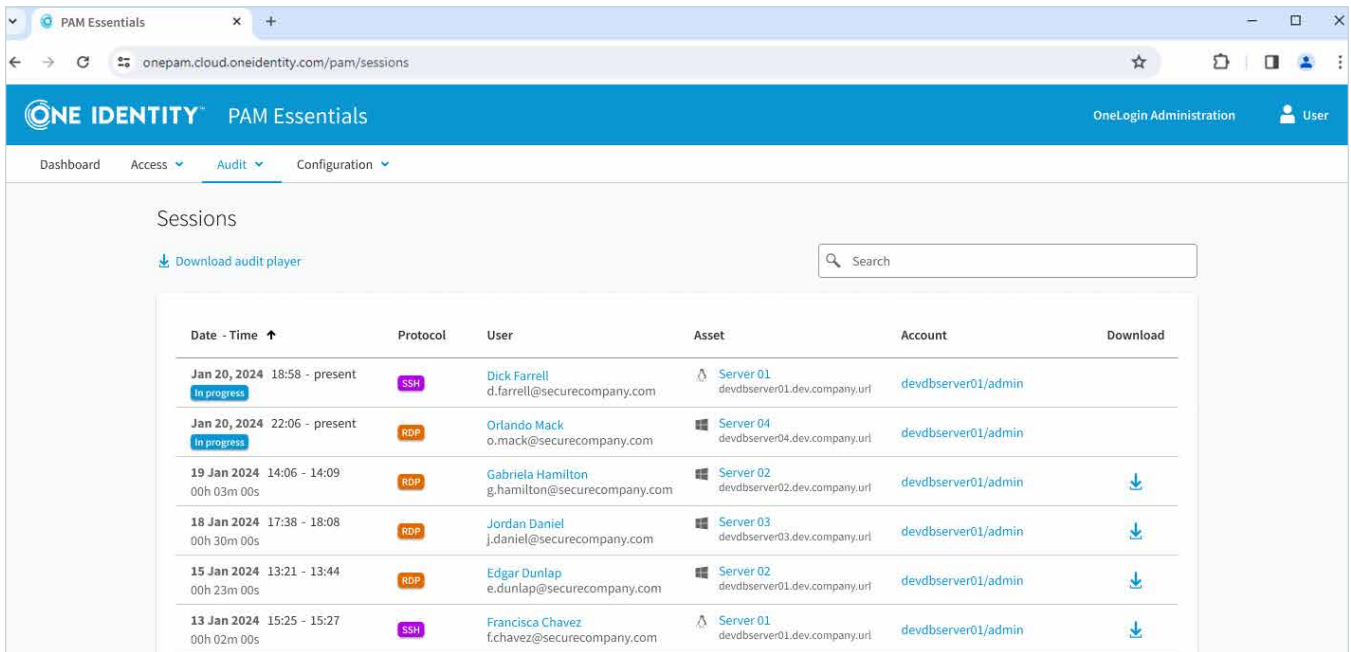 PAM Essentials
onepam.cloud.oneidentity.com/pam/sessions
ONE IDENTITY™ PAM Essentials OneLogin Administration User
Dashboard Access Audit Configuration
Sessions
Download audit player Search
Date - Time Protocol User Asset Account Download
Jan 20, 2024 18:58 - present SSH Dick Farrell Server 01 devdbserver01/admin
In progress d.farrell@securecompany.com devdbserver01.dev.company.url
Jan 20, 2024 22:06 - present RDP Orlando Mack Server 04 devdbserver01/admin
In progress o.mack@securecompany.com devdbserver04.dev.company.url
19 Jan 2024 14:06 - 14:09 RDP Gabriela Hamilton Server 02 devdbserver01/admin
00h 03m 00s g.hamilton@securecompany.com devdbserver02.dev.company.url
18 Jan 2024 17:38 - 18:08 RDP Jordan Daniel Server 03 devdbserver01/admin
00h 30m 00s j.daniel@securecompany.com devdbserver03.dev.company.url
15 Jan 2024 13:21 - 13:44 RDP Edgar Dunlap Server 02 devdbserver01/admin
00h 23m 00s e.dunlap@securecompany.com devdbserver01.dev.company.url
13 Jan 2024 15:25 - 15:27 SSH Francisca Chavez Server 01 devdbserver01/admin
00h 02m 00s f.chavez@securecompany.com devdbserver01.dev.company.url